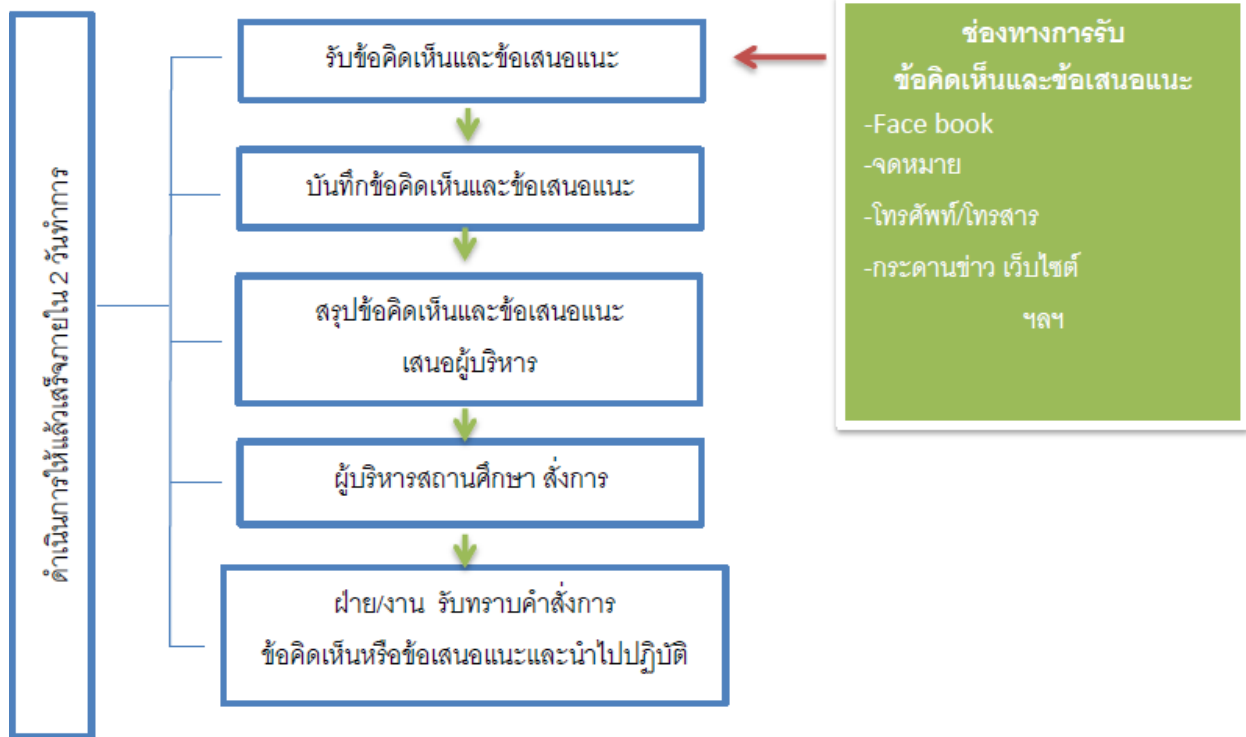 ดำเนินการให้แล้วเสร็จภายใน 2 วันทำการ
รับข้อคิดเห็นและข้อเสนอแนะ
บันทึกข้อคิดเห็นและข้อเสนอแนะ
สรุปข้อคิดเห็นและข้อเสนอแนะ
เสนอผู้บริหาร
ผู้บริหารสถานศึกษา สั่งการ
ฝ่าย/งาน รับทราบคำสั่งการ
ข้อคิดเห็นหรือข้อเสนอแนะและนำไปปฏิบัติ
ช่องทางการรับ
ข้อคิดเห็นและข้อเสนอแนะ
-Face book
-จดหมาย
-โทรศัพท์/โทรสาร
-กระดานข่าว เว็บไซต์
ฯลฯ